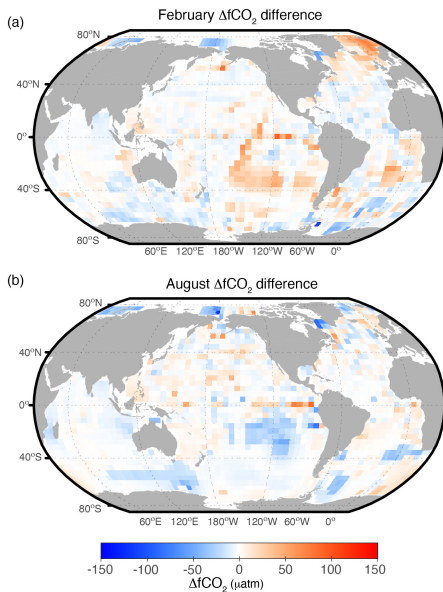 (a)
February ΔfCO₂ difference
80°N
40°N
0°
40°S
80°S
60°E 120°E 180°W 120°W 60°W 0°
(b)
August ΔfCO₂ difference
80°N
40°N
0°
40°S
80°S
60°E 120°E 180°W 120°W 60°W 0°
-150 -100 -50 0 50 100 150
ΔfCO₂ (µatm)